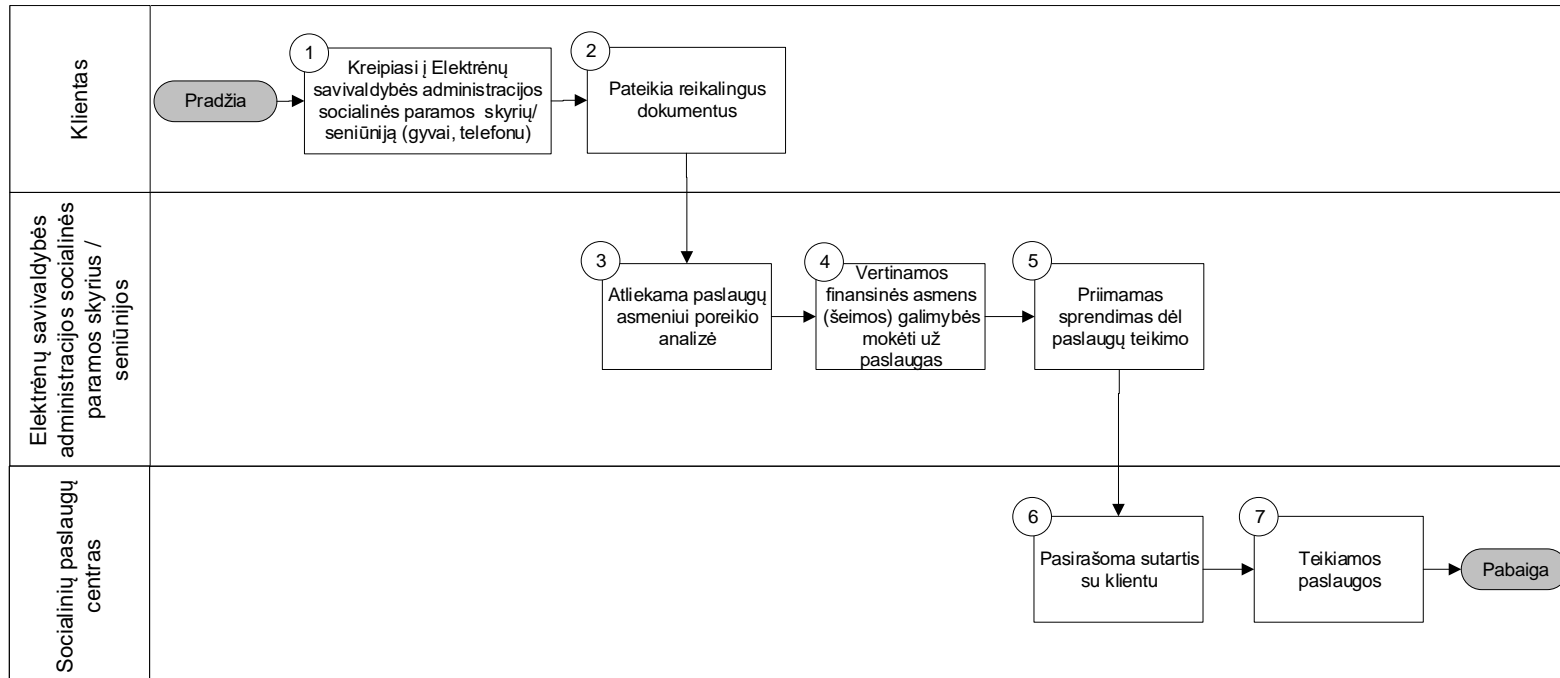 Klientas
Pradžia
1
Kreipiasi į Elektrėnų
savivaldybės administracijos
socialinės paramos skyrių/
seniūniją (gyvai, telefonu)
2
Pateikia reikalingus
dokumentus
Elektrėnų savivaldybės
administracijos socialinės
paramos skyrius /
seniūnijos
3
Atliekama paslaugų
asmeniui poreikio
analizė
4
Vertinamos
finansinės asmens
(šeimos) galimybės
mokėti už
paslaugas
5
Priimamas
sprendimas dėl
paslaugų teikimo
Socialinių paslaugų
centras
6
Pasirašoma sutartis
su klientu
7
Teikiamos
paslaugos
Pabaiga